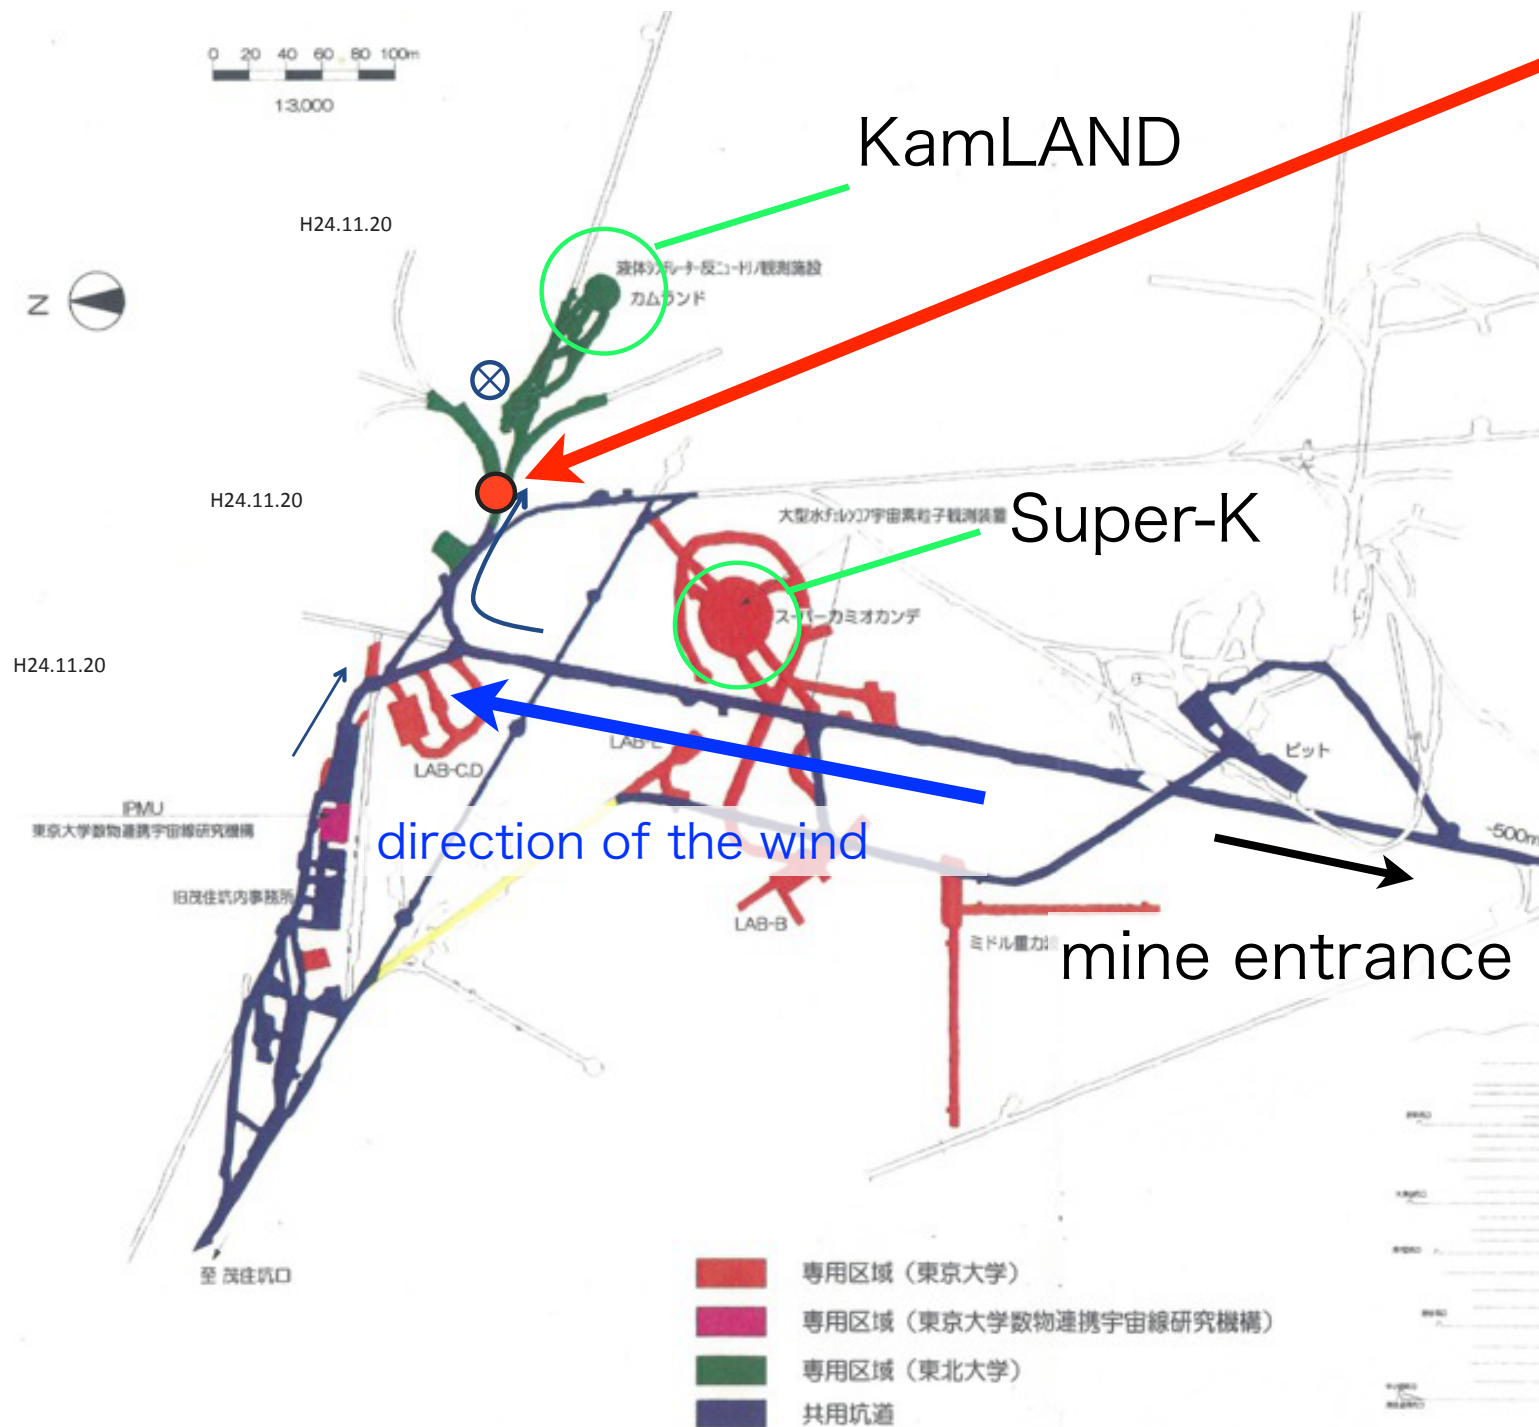 0 20 40 60 80 100m
1:3,000
KamLAND
H24.11.20
カムランド
N
H24.11.20
Super-K
スーパーカミオカンデ
H24.11.20
LAB-C,D
ピット
IPMU
東京大学数物連携宇宙線研究機構
direction of the wind
~500m
旧茂住坑内事務所
LAB-B
mine entrance
至 茂住坑口
専用区域（東京大学）
専用区域（東京大学数物連携宇宙線研究機構）
専用区域（東北大学）
共用坑道